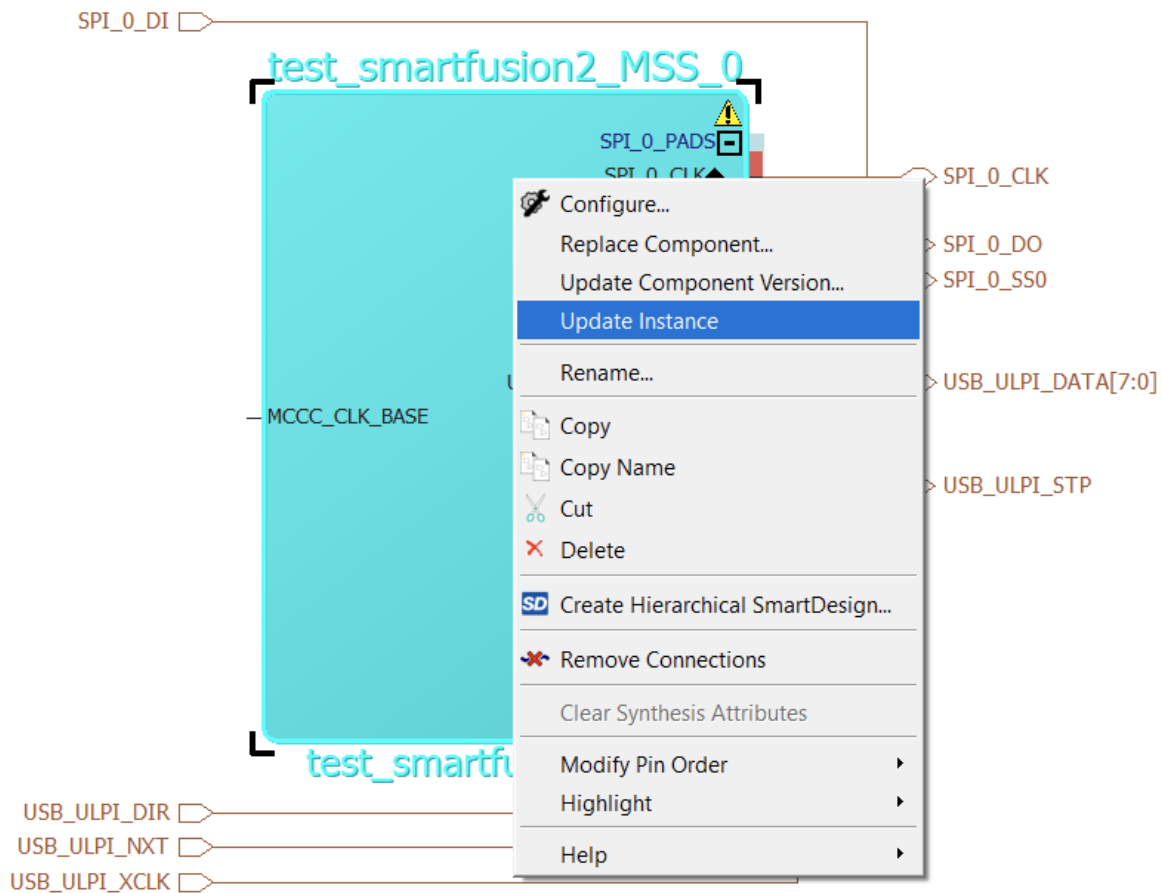 SPI_0_DI
test_smartfusion2_MSS_0
SPI_0_PADS
SPI_0_CLK
SPI_0_CLK
Configure...
Replace Component...
SPI_0_DO
Update Component Version...
SPI_0_SS0
Update Instance
Rename...
USB_ULPI_DATA[7:0]
MCCC_CLK_BASE
Copy
Copy Name
USB_ULPI_STP
Cut
Delete
SD Create Hierarchical SmartDesign...
Remove Connections
Clear Synthesis Attributes
test_smartfu
Modify Pin Order
Highlight
USB_ULPI_DIR
USB_ULPI_NXT
Help
USB_ULPI_XCLK